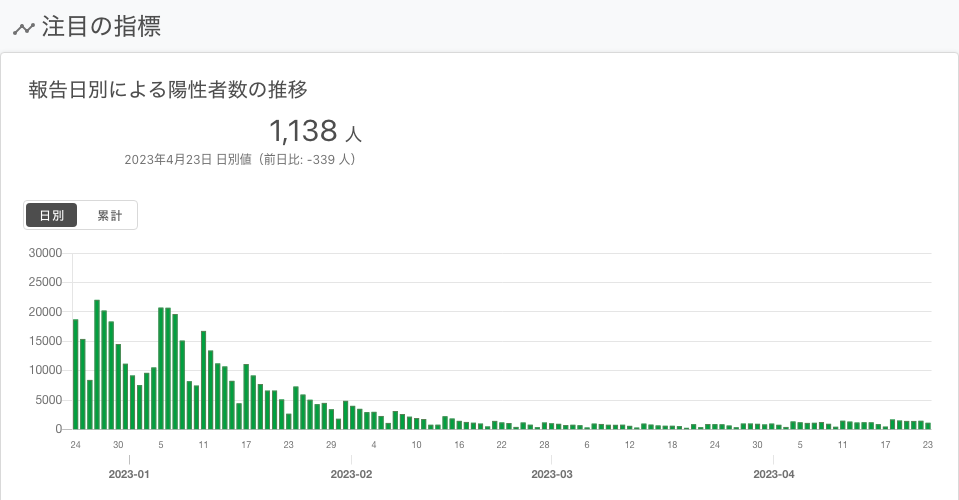 注目の指標
報告日別による陽性者数の推移
1,138 人
2023年4月23日 日別値（前日比: -339 人）
日別 累計
30000
25000
20000
15000
10000
5000
0
24 30 5 11 17 23 29 4 10 16 22 28 6 12 18 24 30 5 11 17 23
2023-01 2023-02 2023-03 2023-04